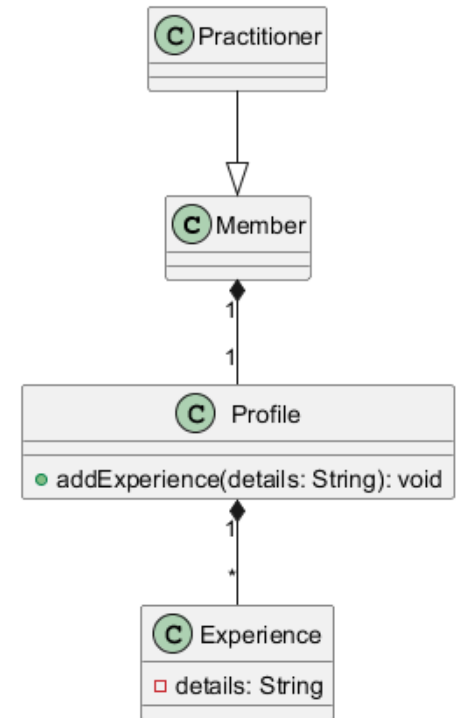 C Practitioner
C Member
1
1
C Profile
addExperience(details: String): void
1
*
C Experience
details: String